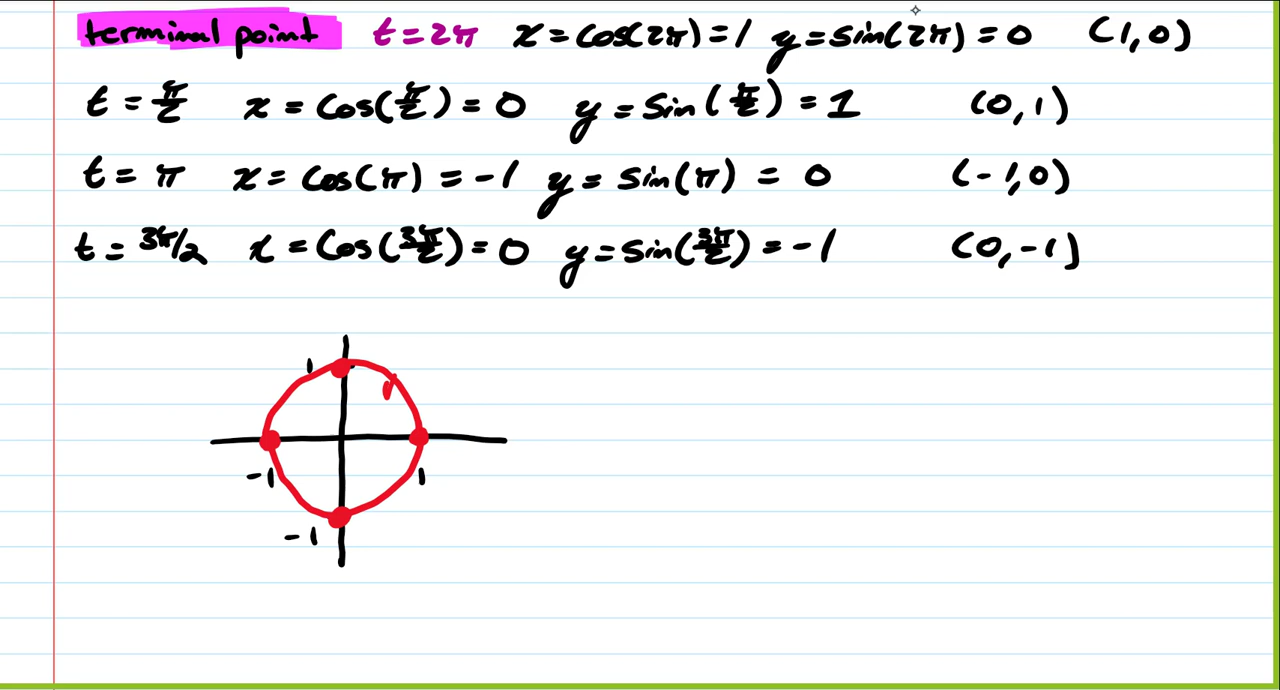 terminal point t = 2π x = cos(2π) = 1 y = sin(2π) = 0 (1,0)
t = π/2 x = cos(π/2) = 0 y = sin(π/2) = 1 (0,1)
t = π x = cos(π) = -1 y = sin(π) = 0 (-1,0)
t = 3π/2 x = cos(3π/2) = 0 y = sin(3π/2) = -1 (0,-1)
1
-1 1
-1